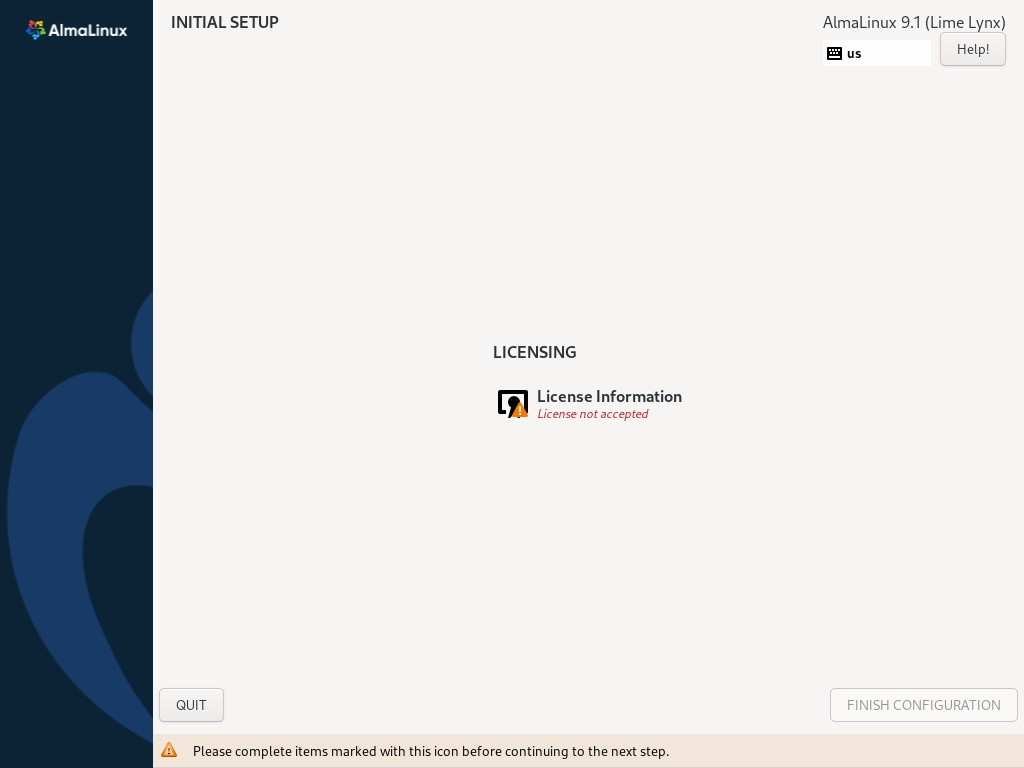 AlmaLinux
INITIAL SETUP
AlmaLinux 9.1 (Lime Lynx)
us
Help!
LICENSING
License Information
License not accepted
QUIT
FINISH CONFIGURATION
Please complete items marked with this icon before continuing to the next step.